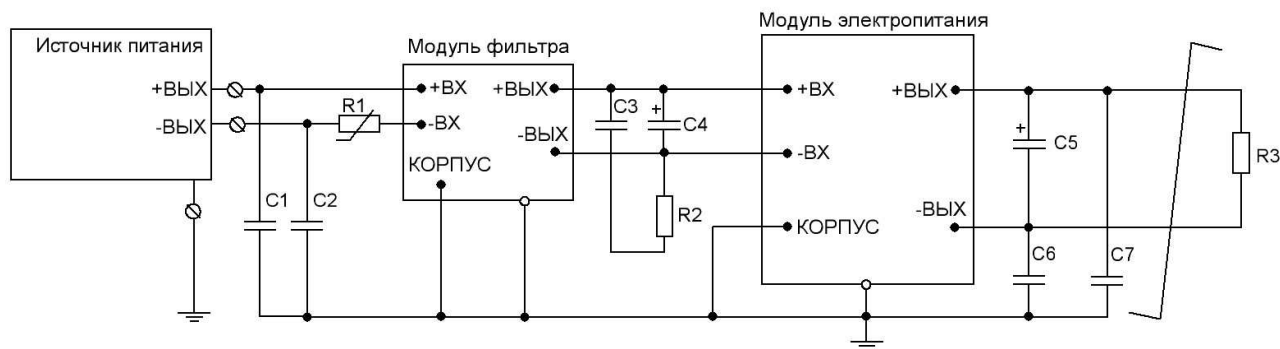 Модуль электропитания
Источник питания
Модуль фильтра
+ВЫХ
-ВЫХ
R1
+ВХ
-ВХ
КОРПУС
+ВЫХ
-ВЫХ
C1
C2
C3
+
C4
R2
+ВХ
-ВХ
КОРПУС
+ВЫХ
-ВЫХ
+
C5
C6
C7
R3